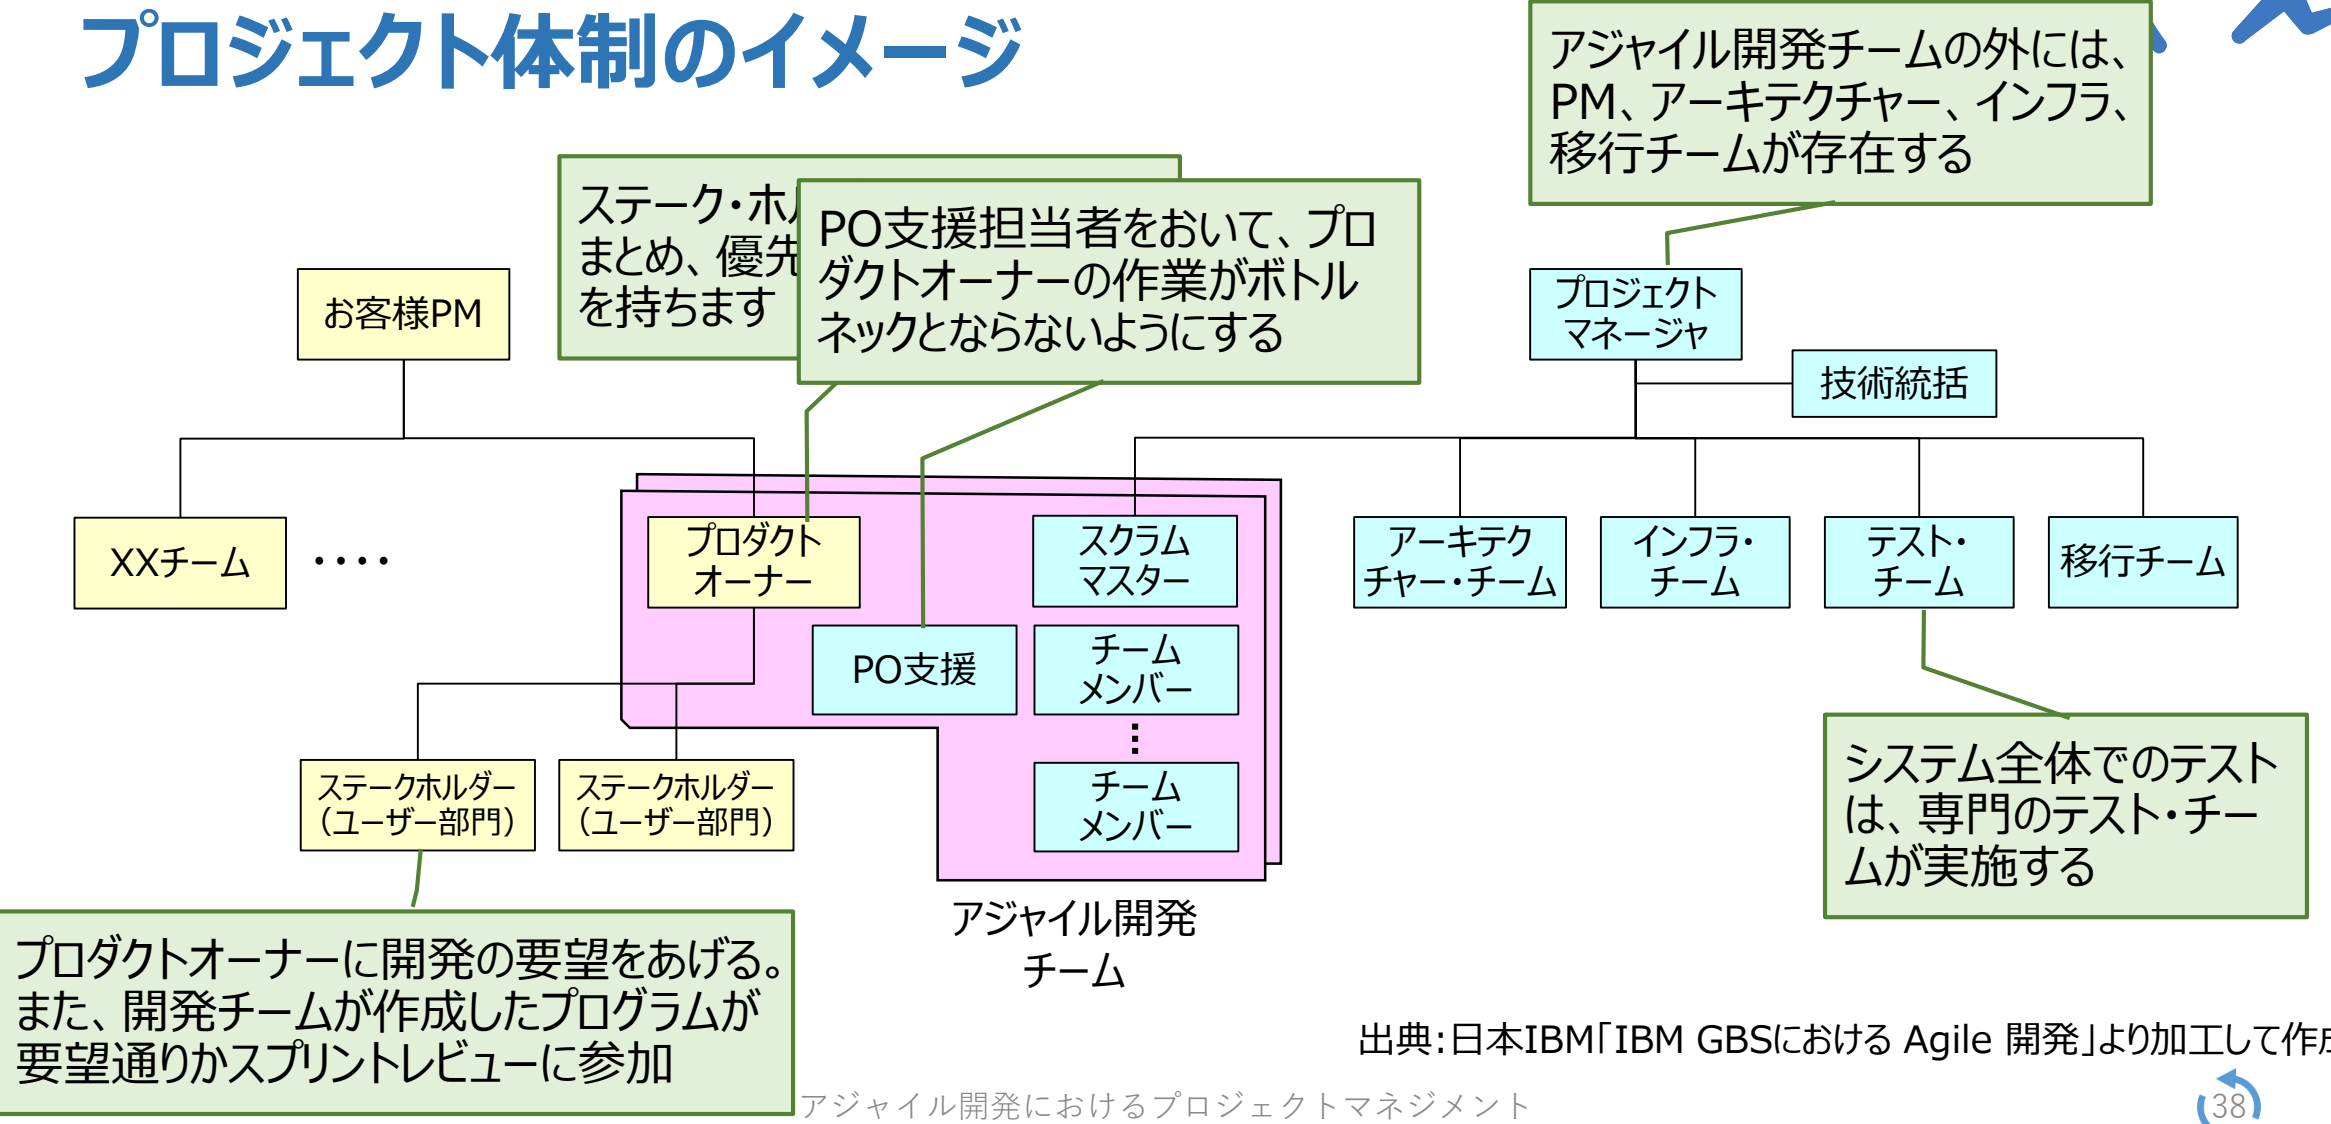 プロジェクト体制のイメージ
アジャイル開発チームの外には、
PM、アーキテクチャー、インフラ、
移行チームが存在する
ステーク・ホ
まとめ、優先
を持ちます
PO支援担当者をおいて、プロ
ダクトオーナーの作業がボトル
ネックとならないようにする
お客様PM
プロジェクト
マネージャ
技術統括
XXチーム
・・・・
プロダクト
オーナー
スクラム
マスター
アーキテク
チャー・チーム
インフラ・
チーム
テスト・
チーム
移行チーム
PO支援
チーム
メンバー
…
チーム
メンバー
ステークホルダー
（ユーザー部門）
ステークホルダー
（ユーザー部門）
システム全体でのテスト
は、専門のテスト・チー
ムが実施する
アジャイル開発
チーム
プロダクトオーナーに開発の要望をあげる。
また、開発チームが作成したプログラムが
要望通りかスプリントレビューに参加
出典：日本IBM「IBM GBSにおける Agile 開発」より加工して作成
アジャイル開発におけるプロジェクトマネジメント
38